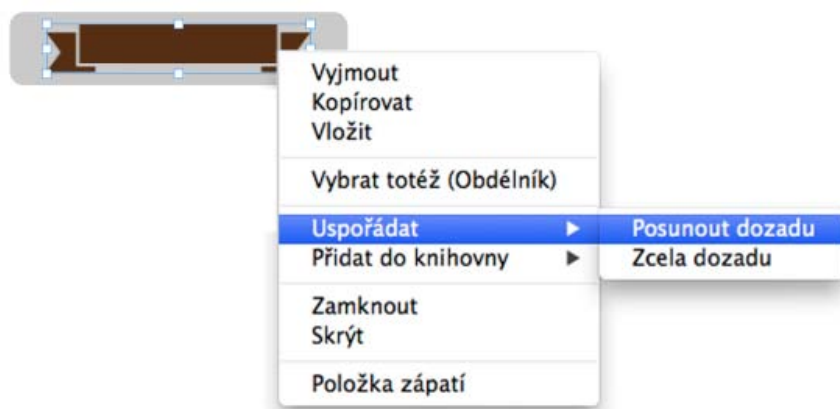 Vyjmout
Kopírovat
Vložit
Vybrat totéž (Obdélník)
Uspořádat
Posunout dozadu
Přidat do knihovny
Zcela dozadu
Zamknout
Skrýt
Položka zápatí